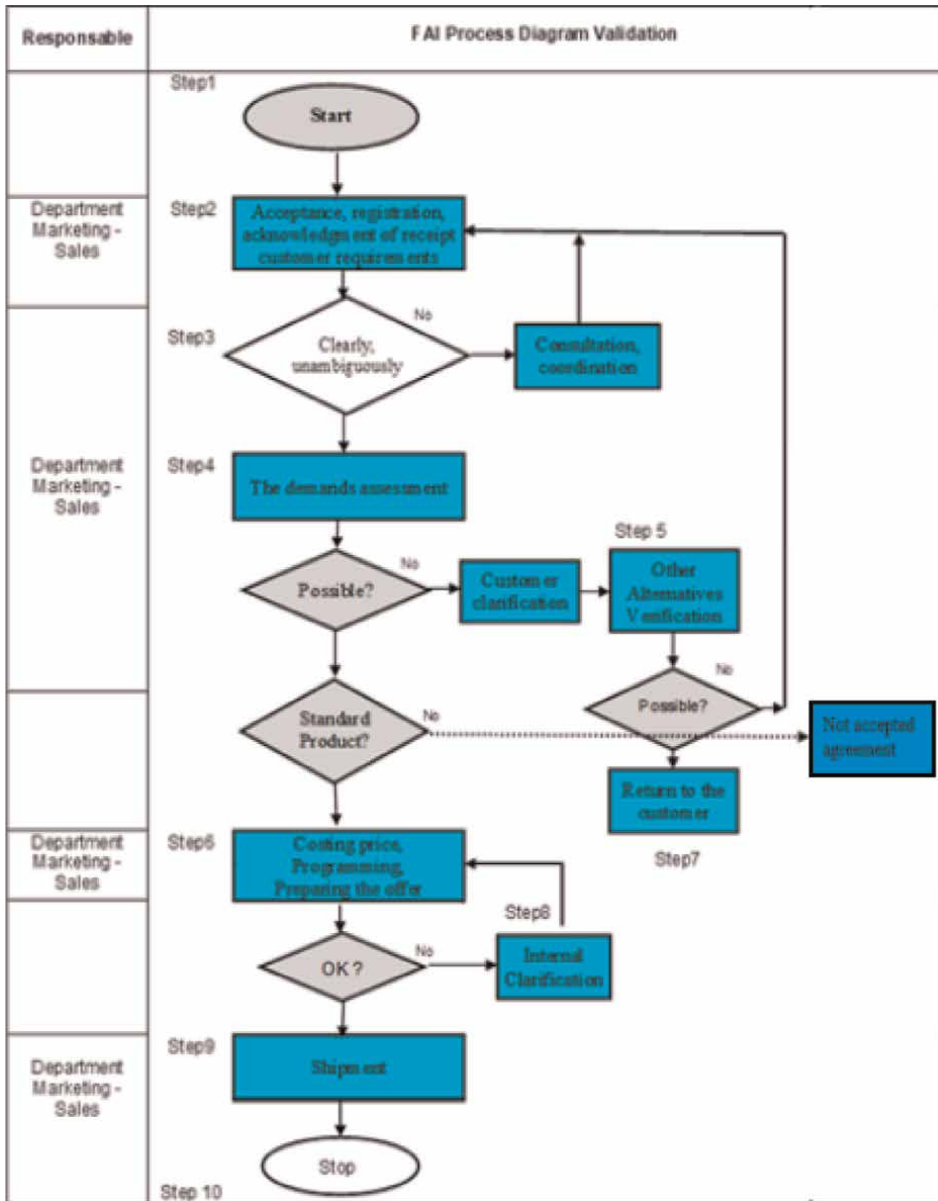 Responsable
FAI Process Diagram Validation
Step1
Start
Department
Marketing -
Sales
Step2
Acceptance, registration,
acknowledgment of receipt
customer requirements
No
Step3
Clearly,
unambiguously
Consultation,
coordination
Department
Marketing -
Sales
Step4
The demands assessment
Step 5
No
Possible?
Customer
clarification
Other
Alternatives
Verification
No
Possible?
Standard
Product?
No
Not accepted
agreement
Return to the
customer
Step7
Department
Marketing -
Sales
Step6
Costing price,
Programming,
Preparing the offer
Step8
No
OK ?
Internal
Clarification
Step9
Department
Marketing -
Sales
Shipment
Stop
Step 10